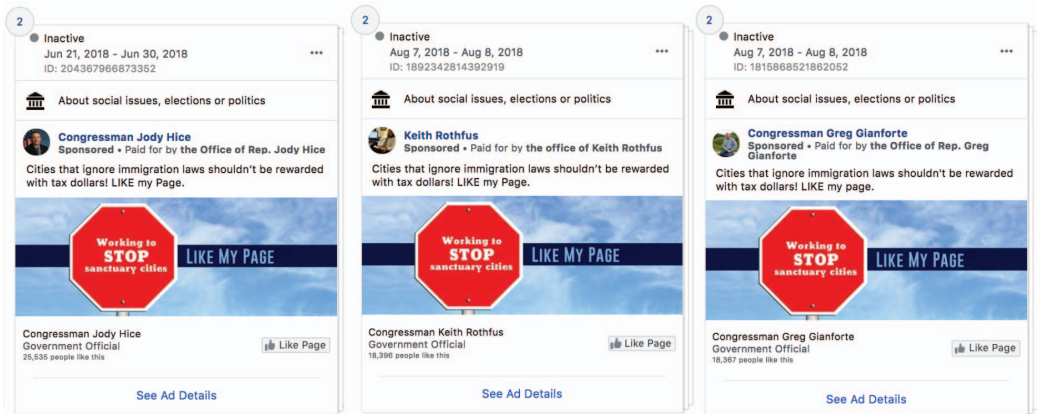 2
Inactive
Jun 21, 2018 - Jun 30, 2018
ID: 204367966873352
About social issues, elections or politics
Congressman Jody Hice
Sponsored • Paid for by the Office of Rep. Jody Hice
Cities that ignore immigration laws shouldn't be rewarded
with tax dollars! LIKE my Page.
Working to
STOP
sanctuary cities
LIKE MY PAGE
Congressman Jody Hice
Government Official
25,535 people like this
Like Page
See Ad Details
2
Inactive
Aug 7, 2018 - Aug 8, 2018
ID: 1892342814392919
About social issues, elections or politics
Keith Rothfus
Sponsored • Paid for by the office of Keith Rothfus
Cities that ignore immigration laws shouldn't be rewarded
with tax dollars! LIKE my Page.
Working to
STOP
sanctuary cities
LIKE MY PAGE
Congressman Keith Rothfus
Government Official
18,396 people like this
Like Page
See Ad Details
2
Inactive
Aug 7, 2018 - Aug 8, 2018
ID: 1815868521862052
About social issues, elections or politics
Congressman Greg Gianforte
Sponsored • Paid for by the Office of Rep. Greg
Gianforte
Cities that ignore immigration laws shouldn't be rewarded
with tax dollars! LIKE my page.
Working to
STOP
sanctuary cities
LIKE MY PAGE
Congressman Greg Gianforte
Government Official
18,367 people like this
Like Page
See Ad Details